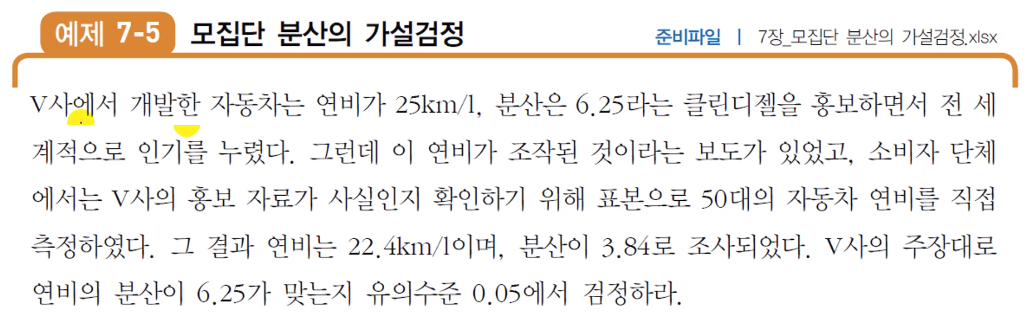 예제 7-5 모집단 분산의 가설검정 준비파일 | 7장_모집단 분산의 가설검정.xlsx
V사에서 개발한 자동차는 연비가 25km/l, 분산은 6.25라는 클린디젤을 홍보하면서 전 세
계적으로 인기를 누렸다. 그런데 이 연비가 조작된 것이라는 보도가 있었고, 소비자 단체
에서는 V사의 홍보 자료가 사실인지 확인하기 위해 표본으로 50대의 자동차 연비를 직접
측정하였다. 그 결과 연비는 22.4km/l이며, 분산이 3.84로 조사되었다. V사의 주장대로
연비의 분산이 6.25가 맞는지 유의수준 0.05에서 검정하라.